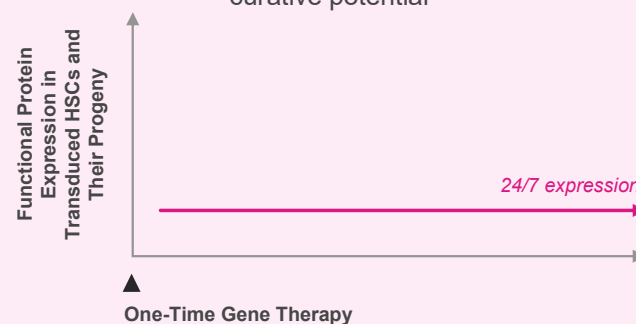 curative potential
Functional Protein
Expression in
Transduced HSCs and
Their Progeny
24/7 expression
One-Time Gene Therapy